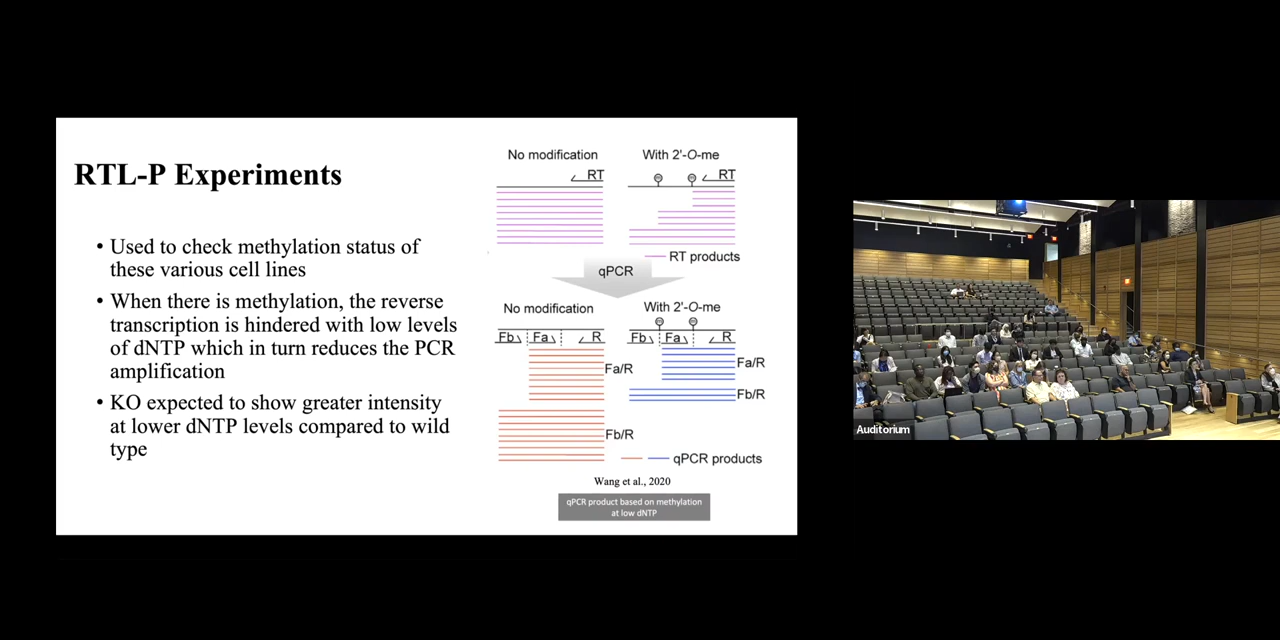 RTL-P Experiments
• Used to check methylation status of
these various cell lines
• When there is methylation, the reverse
transcription is hindered with low levels
of dNTP which in turn reduces the PCR
amplification
• KO expected to show greater intensity
at lower dNTP levels compared to wild
type
No modification
With 2'-O-me
RT
m m RT
RT products
qPCR
No modification
With 2'-O-me
m m
Fb Fa R
Fb Fa R
Fa/R
Fa/R
Fb/R
Fb/R
qPCR products
Wang et al., 2020
qPCR product based on methylation
at low dNTP
Auditorium